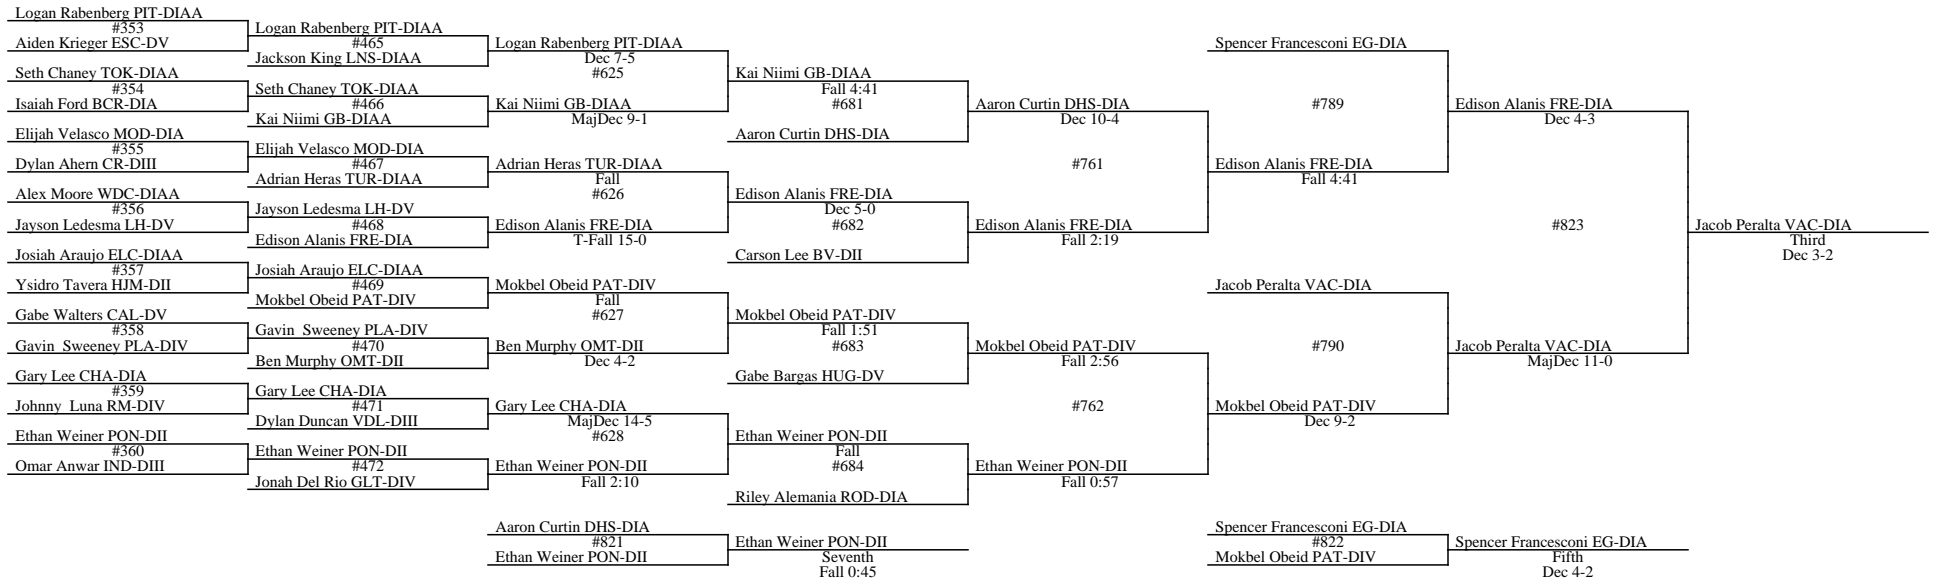 Logan Rabenberg PIT-DIAA
#353
Aiden Krieger ESC-DV
Seth Chaney TOK-DIAA
#354
Isaiah Ford BCR-DIA
Elijah Velasco MOD-DIA
#355
Dylan Ahern CR-DIII
Alex Moore WDC-DIAA
#356
Jayson Ledesma LH-DV
Josiah Araujo ELC-DIAA
#357
Ysidro Tavera HJM-DII
Gabe Walters CAL-DV
#358
Gavin  Sweeney PLA-DIV
Gary Lee CHA-DIA
#359
Johnny  Luna RM-DIV
Ethan Weiner PON-DII
#360
Omar Anwar IND-DIII
Logan Rabenberg PIT-DIAA
#465
Jackson King LNS-DIAA
Seth Chaney TOK-DIAA
#466
Kai Niimi GB-DIAA
Elijah Velasco MOD-DIA
#467
Adrian Heras TUR-DIAA
Jayson Ledesma LH-DV
#468
Edison Alanis FRE-DIA
Josiah Araujo ELC-DIAA
#469
Mokbel Obeid PAT-DIV
Gavin  Sweeney PLA-DIV
#470
Ben Murphy OMT-DII
Gary Lee CHA-DIA
#471
Dylan Duncan VDL-DIII
Ethan Weiner PON-DII
#472
Jonah Del Rio GLT-DIV
Logan Rabenberg PIT-DIAA
Dec 7-5
#625
Kai Niimi GB-DIAA
MajDec 9-1
Adrian Heras TUR-DIAA
Fall
#626
Edison Alanis FRE-DIA
T-Fall 15-0
Mokbel Obeid PAT-DIV
Fall
#627
Ben Murphy OMT-DII
Dec 4-2
Gary Lee CHA-DIA
MajDec 14-5
#628
Ethan Weiner PON-DII
Fall 2:10
Kai Niimi GB-DIAA
Fall 4:41
#681
Aaron Curtin DHS-DIA
Edison Alanis FRE-DIA
Dec 5-0
#682
Carson Lee BV-DII
Mokbel Obeid PAT-DIV
Fall 1:51
#683
Gabe Bargas HUG-DV
Ethan Weiner PON-DII
Fall
#684
Riley Alemania ROD-DIA
Aaron Curtin DHS-DIA
Dec 10-4
#761
Edison Alanis FRE-DIA
Fall 2:19
Mokbel Obeid PAT-DIV
Fall 2:56
#762
Ethan Weiner PON-DII
Fall 0:57
Spencer Francesconi EG-DIA
#789
Edison Alanis FRE-DIA
Fall 4:41
Jacob Peralta VAC-DIA
#790
Mokbel Obeid PAT-DIV
Dec 9-2
Edison Alanis FRE-DIA
Dec 4-3
#823
Jacob Peralta VAC-DIA
MajDec 11-0
Jacob Peralta VAC-DIA
Third
Dec 3-2
Aaron Curtin DHS-DIA
#821
Ethan Weiner PON-DII
Ethan Weiner PON-DII
Seventh
Fall 0:45
Spencer Francesconi EG-DIA
#822
Mokbel Obeid PAT-DIV
Spencer Francesconi EG-DIA
Fifth
Dec 4-2